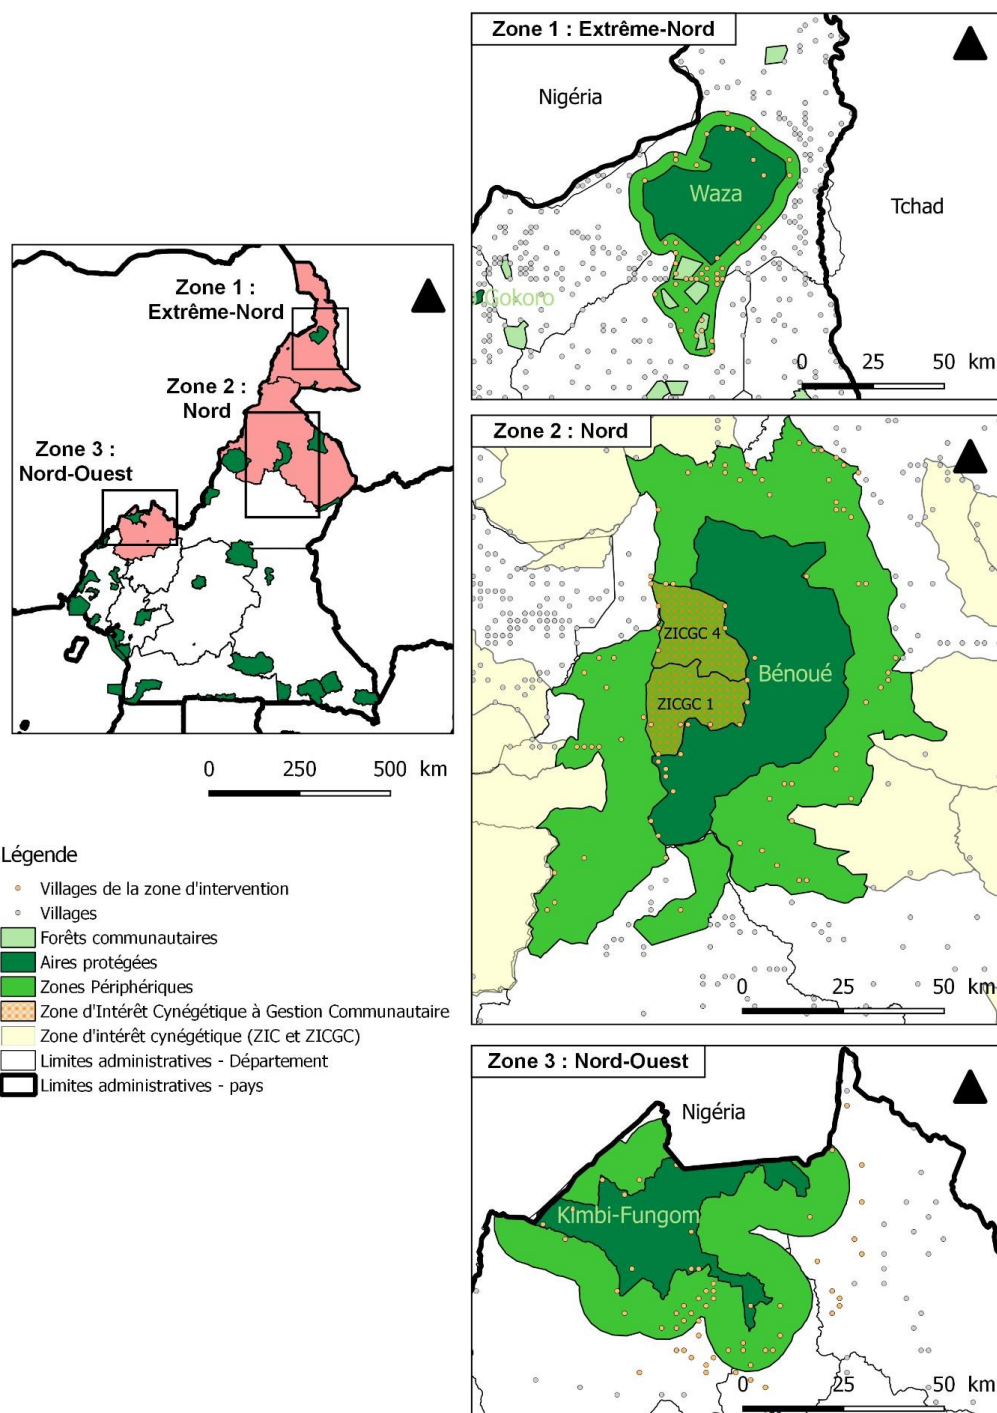 Zone 1 : Extrême-Nord
Nigéria
Waza
Tchad
Gokoro
0 25 50 km
Zone 1 :
Extrême-Nord
Zone 2 :
Nord
Zone 3 :
Nord-Ouest
0 250 500 km
Zone 2 : Nord
ZICGC 4
Bénoué
ZICGC 1
0 25 50 km
Légende
Villages de la zone d'intervention
Villages
Forêts communautaires
Aires protégées
Zones Périphériques
Zone d'Intérêt Cynégétique à Gestion Communautaire
Zone d'intérêt cynégétique (ZIC et ZICGC)
Limites administratives - Département
Limites administratives - pays
Zone 3 : Nord-Ouest
Nigéria
Kimbi-Fungom
0 25 50 km